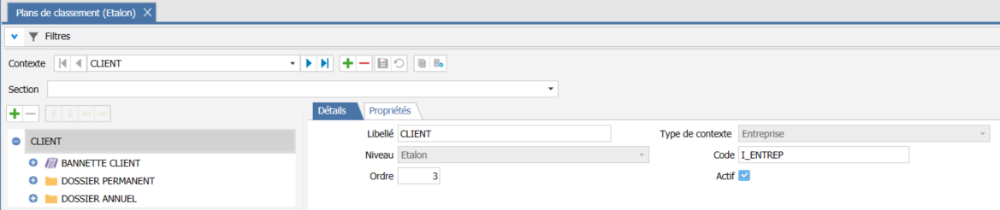 Plans de classement (Etalon)
Filtres
Contexte CLIENT
Section
Détails Propriétés
Libellé CLIENT Type de contexte Entreprise
Niveau Etalon Code I_ENTREP
Ordre 3 Actif
CLIENT
BANNETTE CLIENT
DOSSIER PERMANENT
DOSSIER ANNUEL